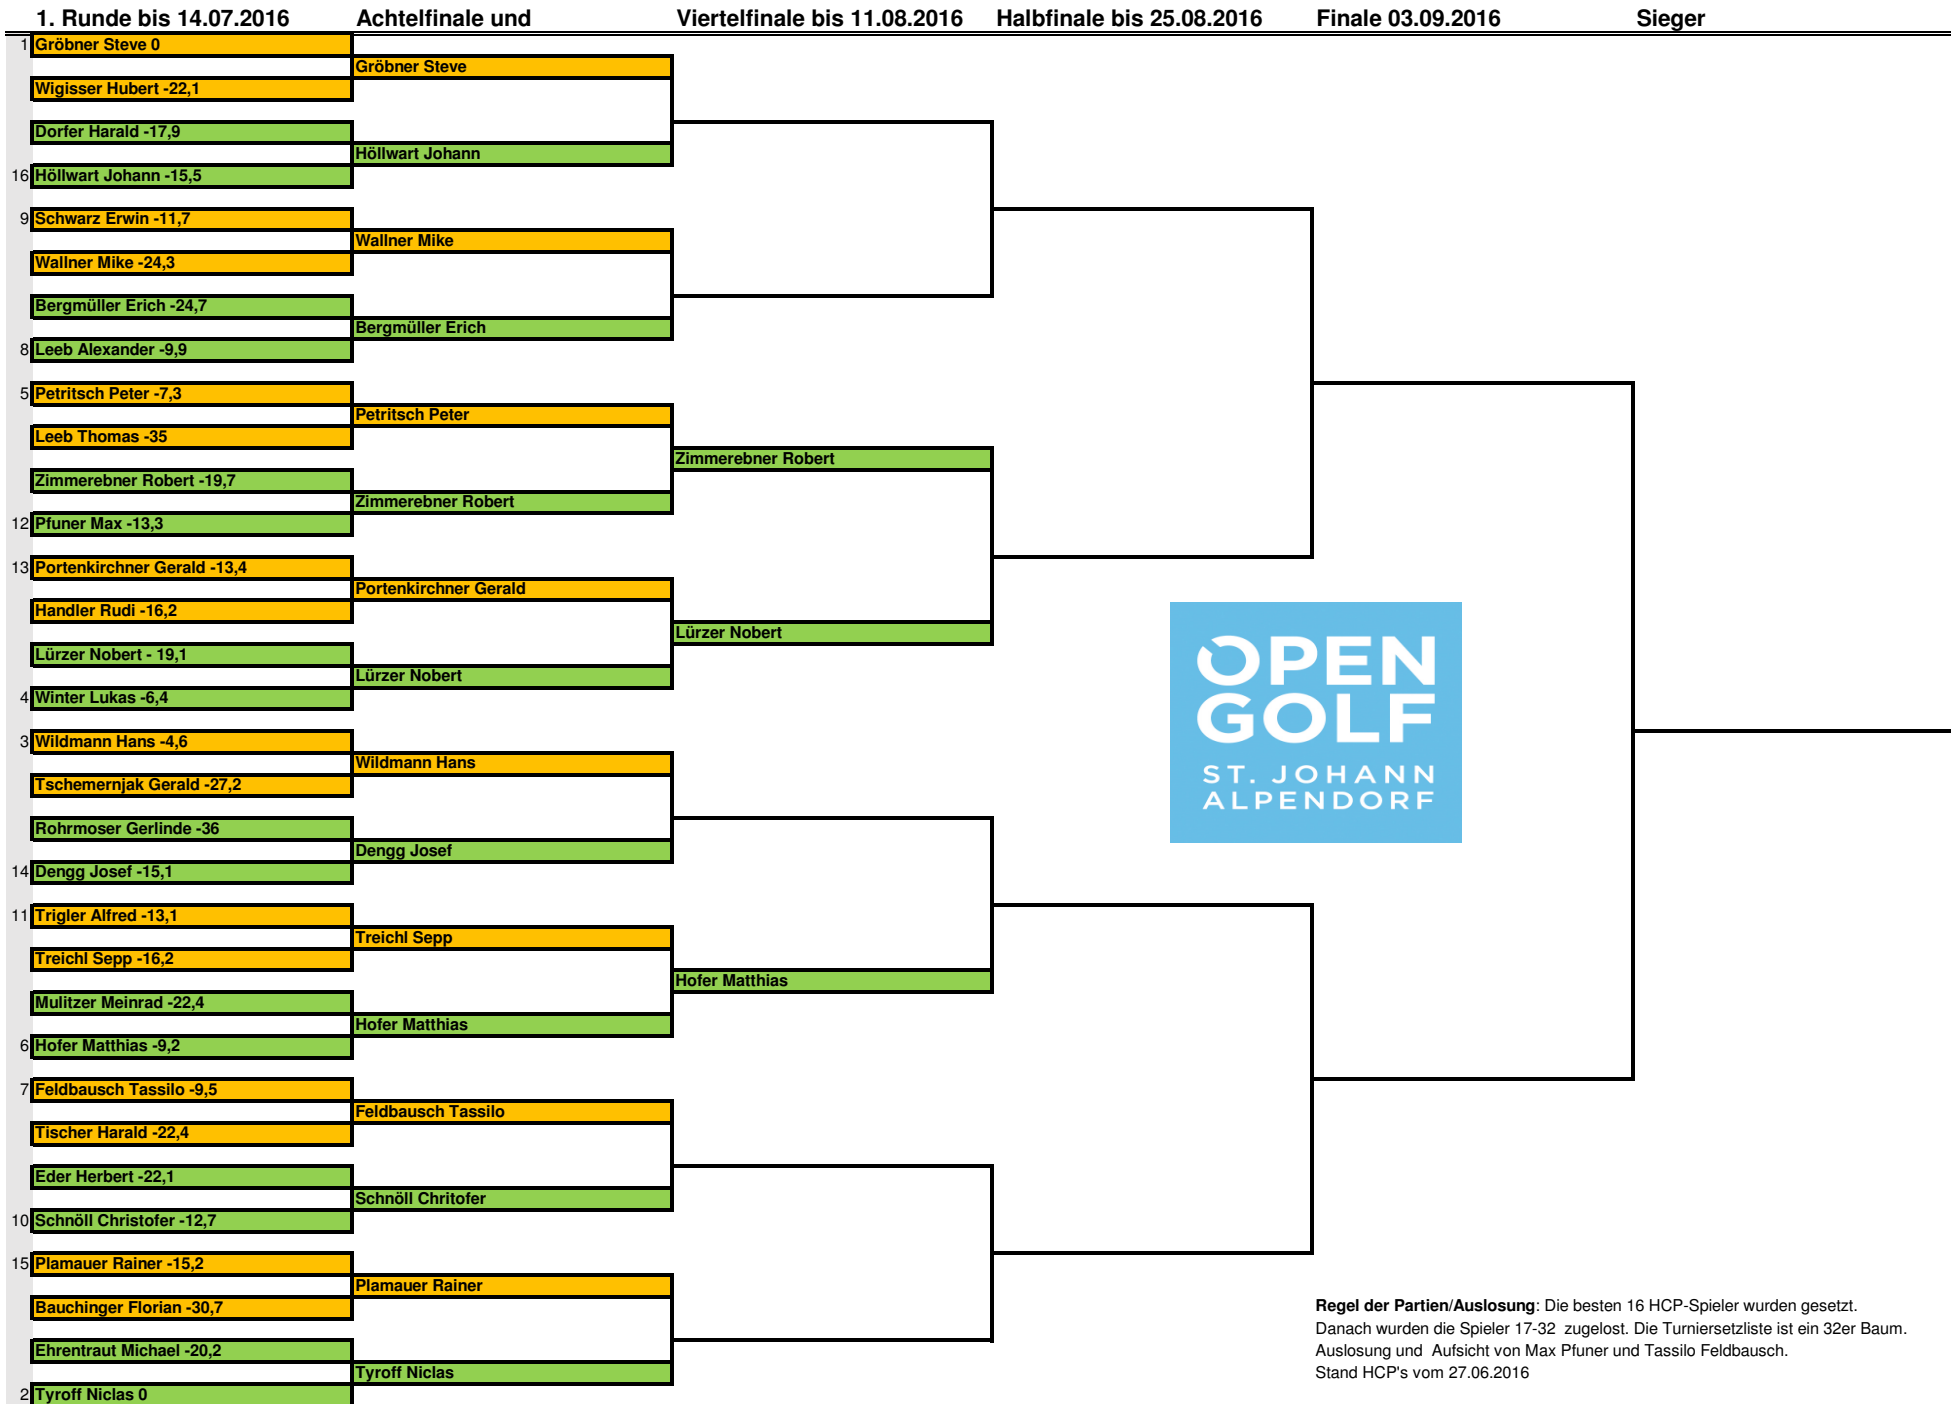 1. Runde bis 14.07.2016 Achtelfinale und Viertelfinale bis 11.08.2016 Halbfinale bis 25.08.2016 Finale 03.09.2016 Sieger
1 Gröbner Steve 0
Gröbner Steve
Wigisser Hubert -22,1
Dorfer Harald -17,9
Höllwart Johann
16 Höllwart Johann -15,5
9 Schwarz Erwin -11,7
Wallner Mike
Wallner Mike -24,3
Bergmüller Erich -24,7
Bergmüller Erich
8 Leeb Alexander -9,9
5 Petritsch Peter -7,3
Petritsch Peter
Leeb Thomas -35
Zimmerebner Robert
Zimmerebner Robert -19,7
Zimmerebner Robert
12 Pfuner Max -13,3
13 Portenkirchner Gerald -13,4
Portenkirchner Gerald
Handler Rudi -16,2
Lürzer Nobert
Lürzer Nobert - 19,1
Lürzer Nobert
4 Winter Lukas -6,4
OPEN
GOLF
ST. JOHANN
ALPENDORF
3 Wildmann Hans -4,6
Wildmann Hans
Tschemernjak Gerald -27,2
Rohrmoser Gerlinde -36
Dengg Josef
14 Dengg Josef -15,1
11 Trigler Alfred -13,1
Treichl Sepp
Treichl Sepp -16,2
Hofer Matthias
Mulitzer Meinrad -22,4
Hofer Matthias
6 Hofer Matthias -9,2
7 Feldbausch Tassilo -9,5
Feldbausch Tassilo
Tischer Harald -22,4
Eder Herbert -22,1
Schnöll Chritofer
10 Schnöll Christofer -12,7
15 Plamauer Rainer -15,2
Plamauer Rainer
Bauchinger Florian -30,7
Ehrentraut Michael -20,2
Tyroff Niclas
2 Tyroff Niclas 0
Regel der Partien/Auslosung: Die besten 16 HCP-Spieler wurden gesetzt.
Danach wurden die Spieler 17-32 zugelost. Die Turniersetzliste ist ein 32er Baum.
Auslosung und Aufsicht von Max Pfuner und Tassilo Feldbausch.
Stand HCP's vom 27.06.2016